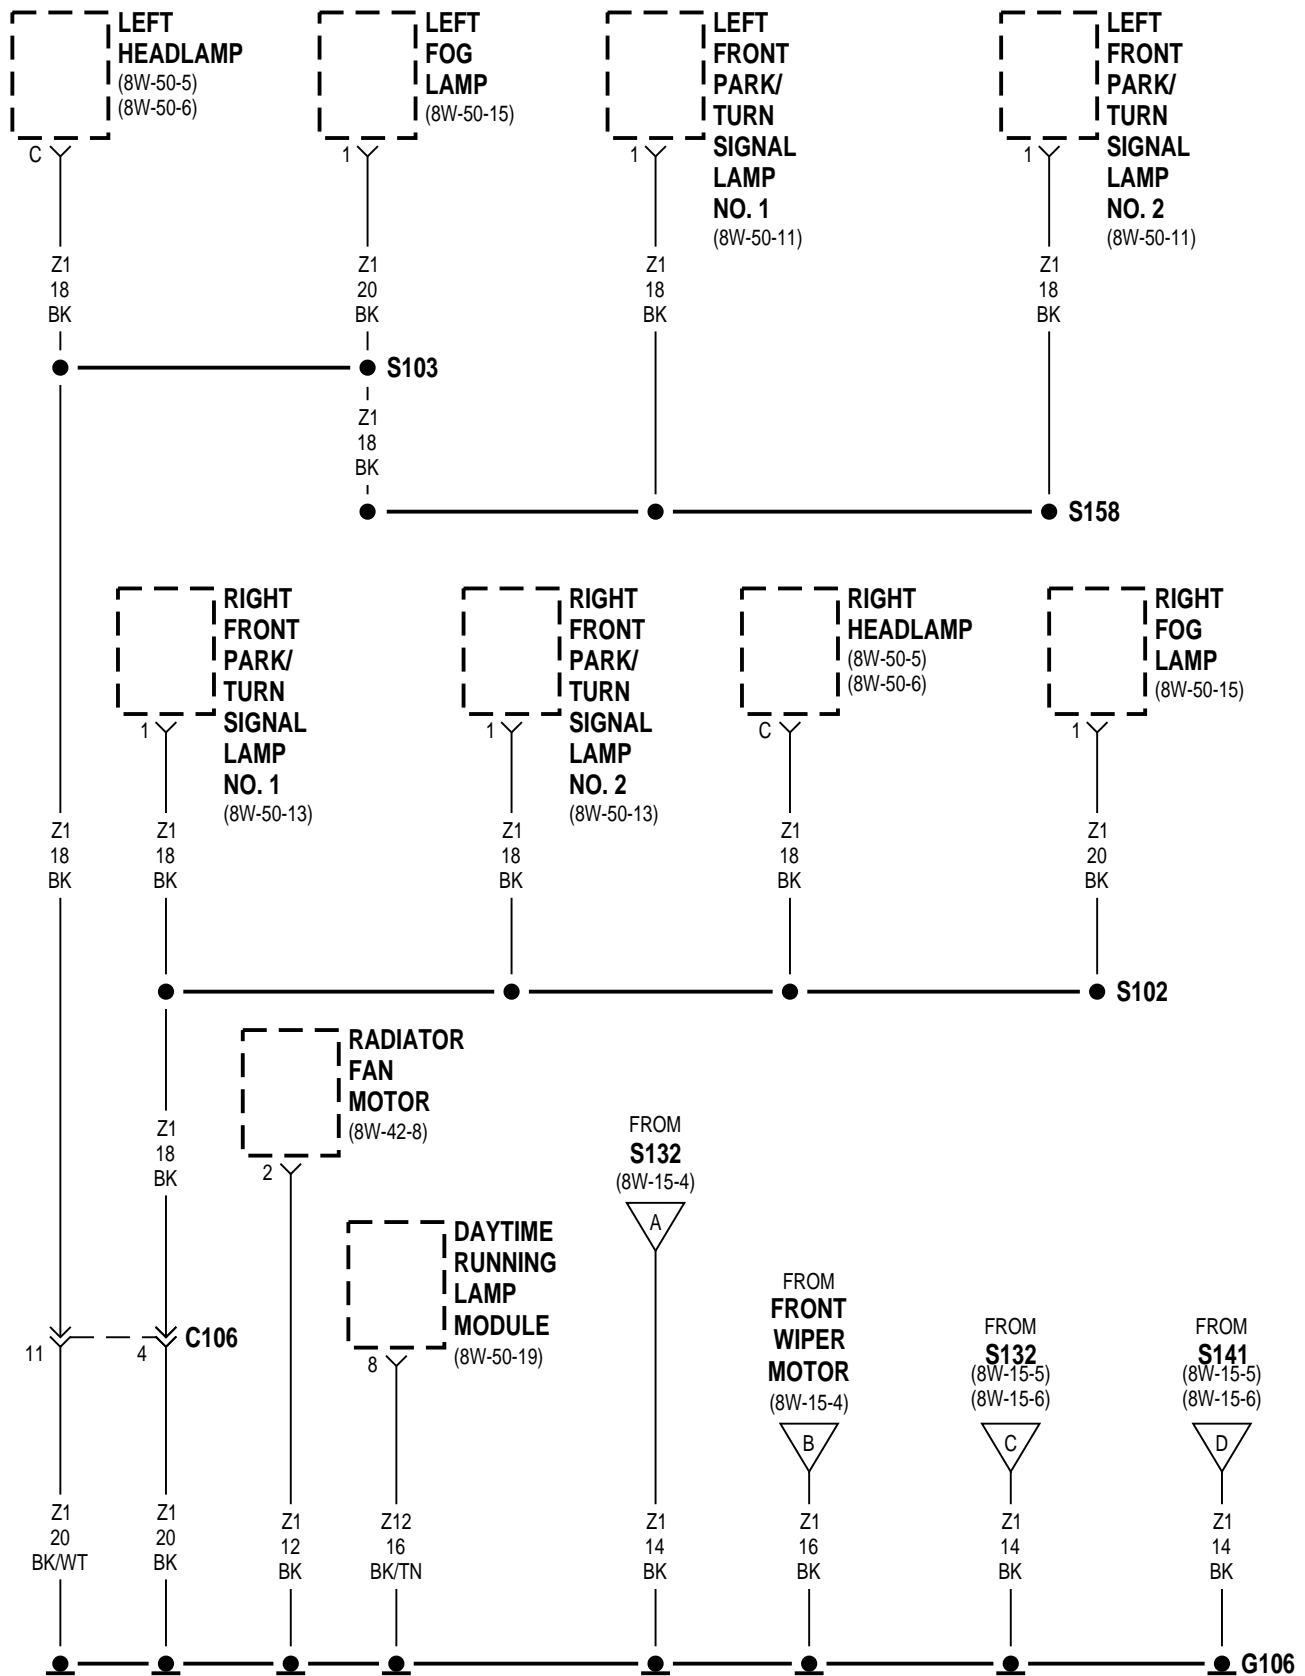 LEFT
HEADLAMP
(8W-50-5)
(8W-50-6)
C
LEFT
FOG
LAMP
(8W-50-15)
1
LEFT
FRONT
PARK/
TURN
SIGNAL
LAMP
NO. 1
(8W-50-11)
1
LEFT
FRONT
PARK/
TURN
SIGNAL
LAMP
NO. 2
(8W-50-11)
1
Z1
18
BK
Z1
20
BK
Z1
18
BK
Z1
18
BK
S103
Z1
18
BK
S158
RIGHT
FRONT
PARK/
TURN
SIGNAL
LAMP
NO. 1
(8W-50-13)
1
RIGHT
FRONT
PARK/
TURN
SIGNAL
LAMP
NO. 2
(8W-50-13)
1
RIGHT
HEADLAMP
(8W-50-5)
(8W-50-6)
C
RIGHT
FOG
LAMP
(8W-50-15)
1
Z1
18
BK
Z1
18
BK
Z1
18
BK
Z1
18
BK
Z1
20
BK
S102
RADIATOR
FAN
MOTOR
(8W-42-8)
2
Z1
18
BK
FROM
S132
(8W-15-4)
A
DAYTIME
RUNNING
LAMP
MODULE
(8W-50-19)
8
FROM
FRONT
WIPER
MOTOR
(8W-15-4)
B
FROM
S132
(8W-15-5)
(8W-15-6)
C
FROM
S141
(8W-15-5)
(8W-15-6)
D
11
4
C106
Z1
20
BK/WT
Z1
20
BK
Z1
12
BK
Z12
16
BK/TN
Z1
14
BK
Z1
16
BK
Z1
14
BK
Z1
14
BK
G106